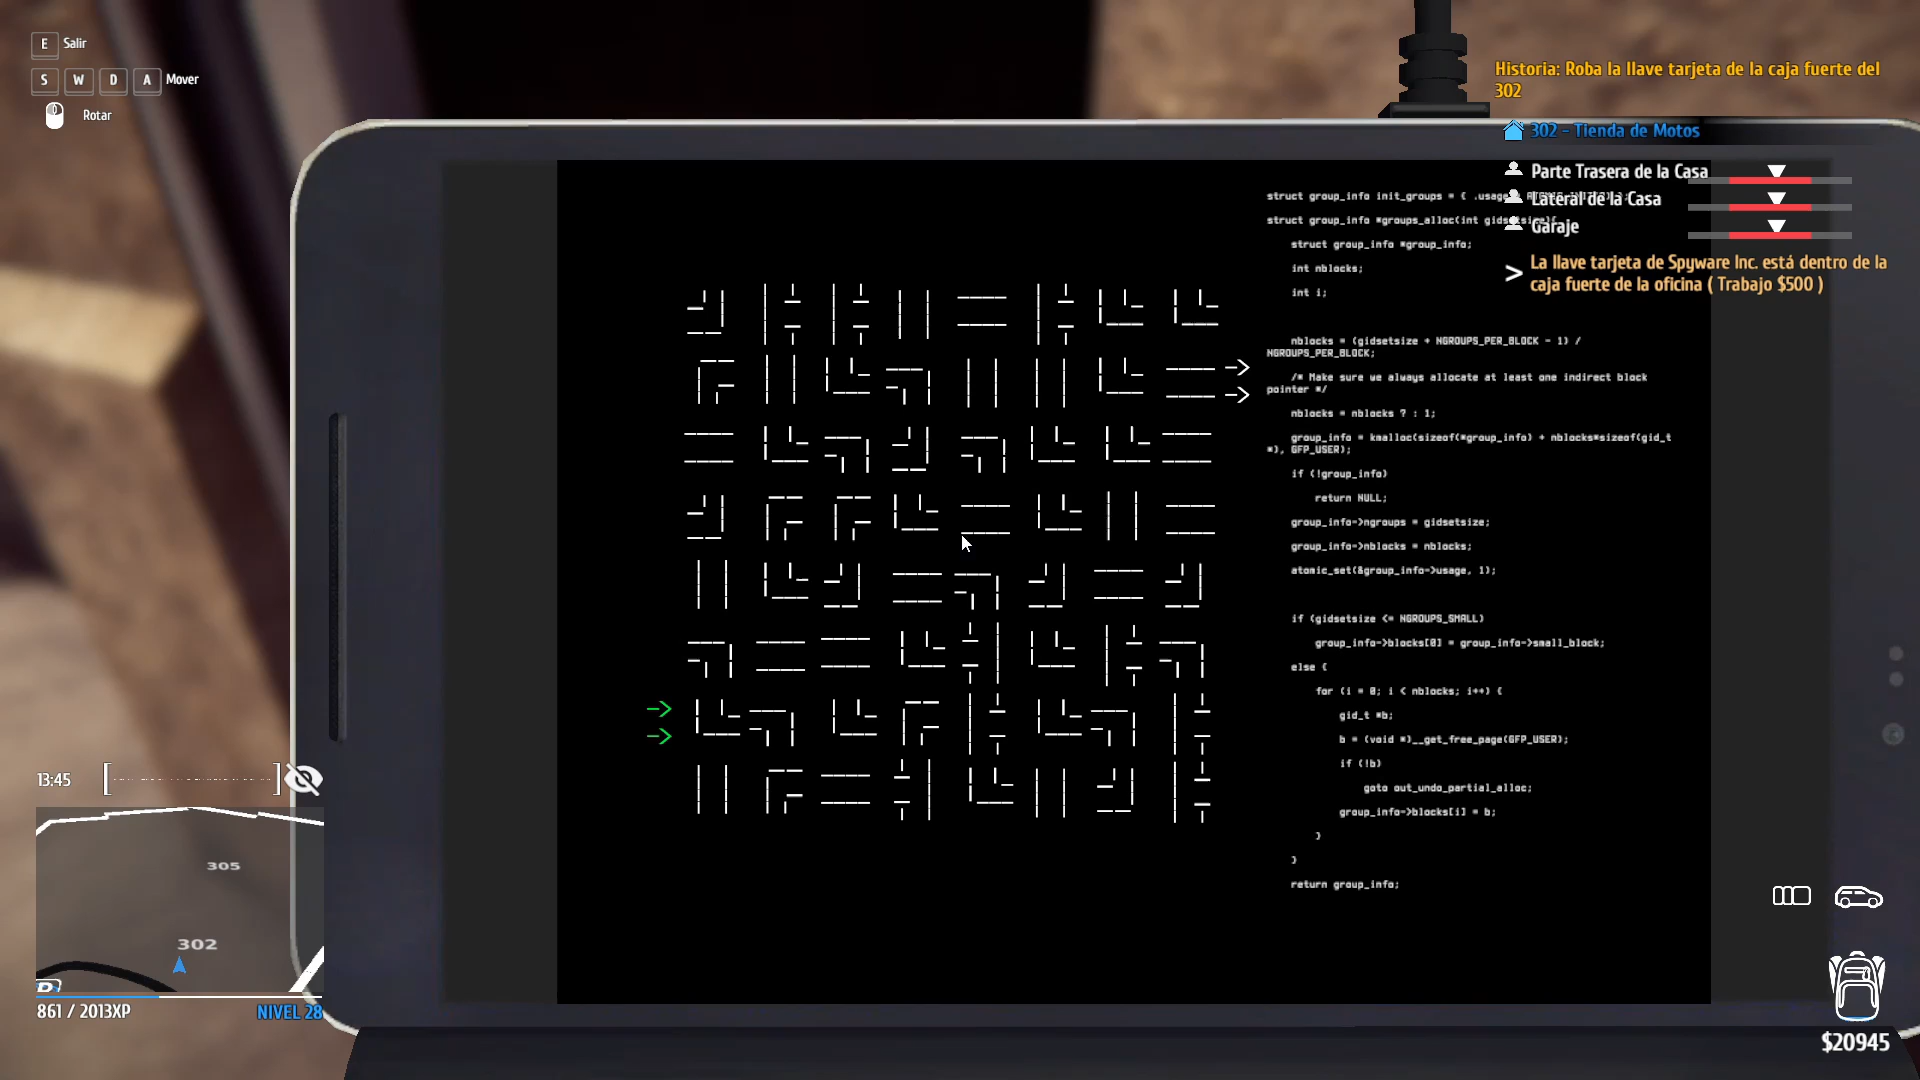 E Salir
S W D A Mover
Rotar
Historia: Roba la llave tarjeta de la caja fuerte del
302
302 - Tienda de Motos
Parte Trasera de la Casa
Lateral de la Casa
Garaje
> La llave tarjeta de Spyware Inc. está dentro de la
caja fuerte de la oficina ( Trabajo $500 )
struct group_info init_groups = { .usage
struct group_info *groups_alloc(int gidsetsize){
struct group_info *group_info;
int nblocks;
int i;
nblocks = (gidsetsize + NGROUPS_PER_BLOCK - 1) /
NGROUPS_PER_BLOCK;
/* Make sure we always allocate at least one indirect block
pointer */
nblocks = nblocks ? : 1;
group_info = kmalloc(sizeof(*group_info) + nblocks*sizeof(gid_t
*), GFP_USER);
if (!group_info)
return NULL;
group_info->ngroups = gidsetsize;
group_info->nblocks = nblocks;
atomic_set(&group_info->usage, 1);
if (gidsetsize <= NGROUPS_SMALL)
group_info->blocks[0] = group_info->small_block;
else {
for (i = 0; i < nblocks; i++) {
gid_t *b;
b = (void *)__get_free_page(GFP_USER);
if (!b)
goto out_undo_partial_alloc;
group_info->blocks[i] = b;
}
}
return group_info;
13:45
305
302
861 / 2013XP
NIVEL 28
$20945